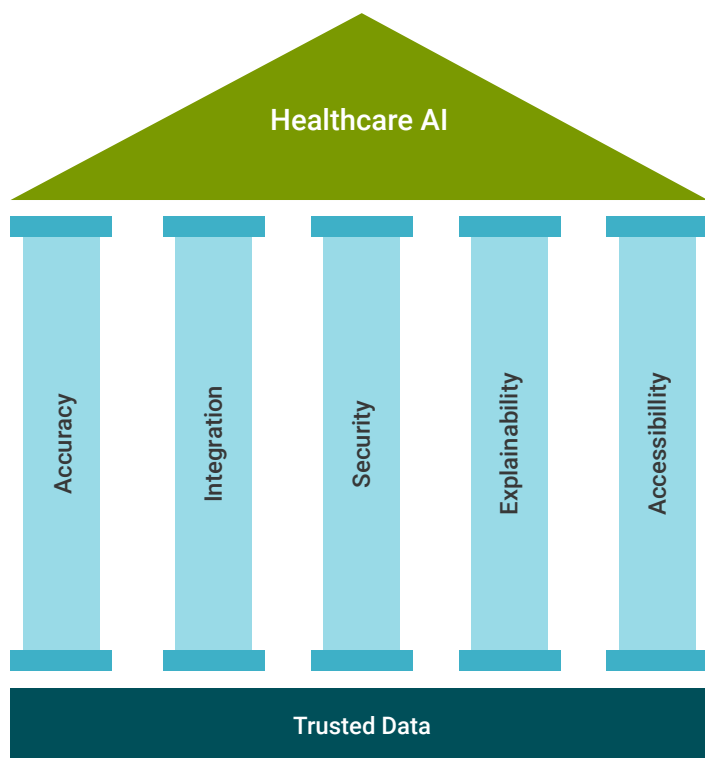 Healthcare AI
Accuracy
Integration
Security
Explainability
Accessibillity
Trusted Data